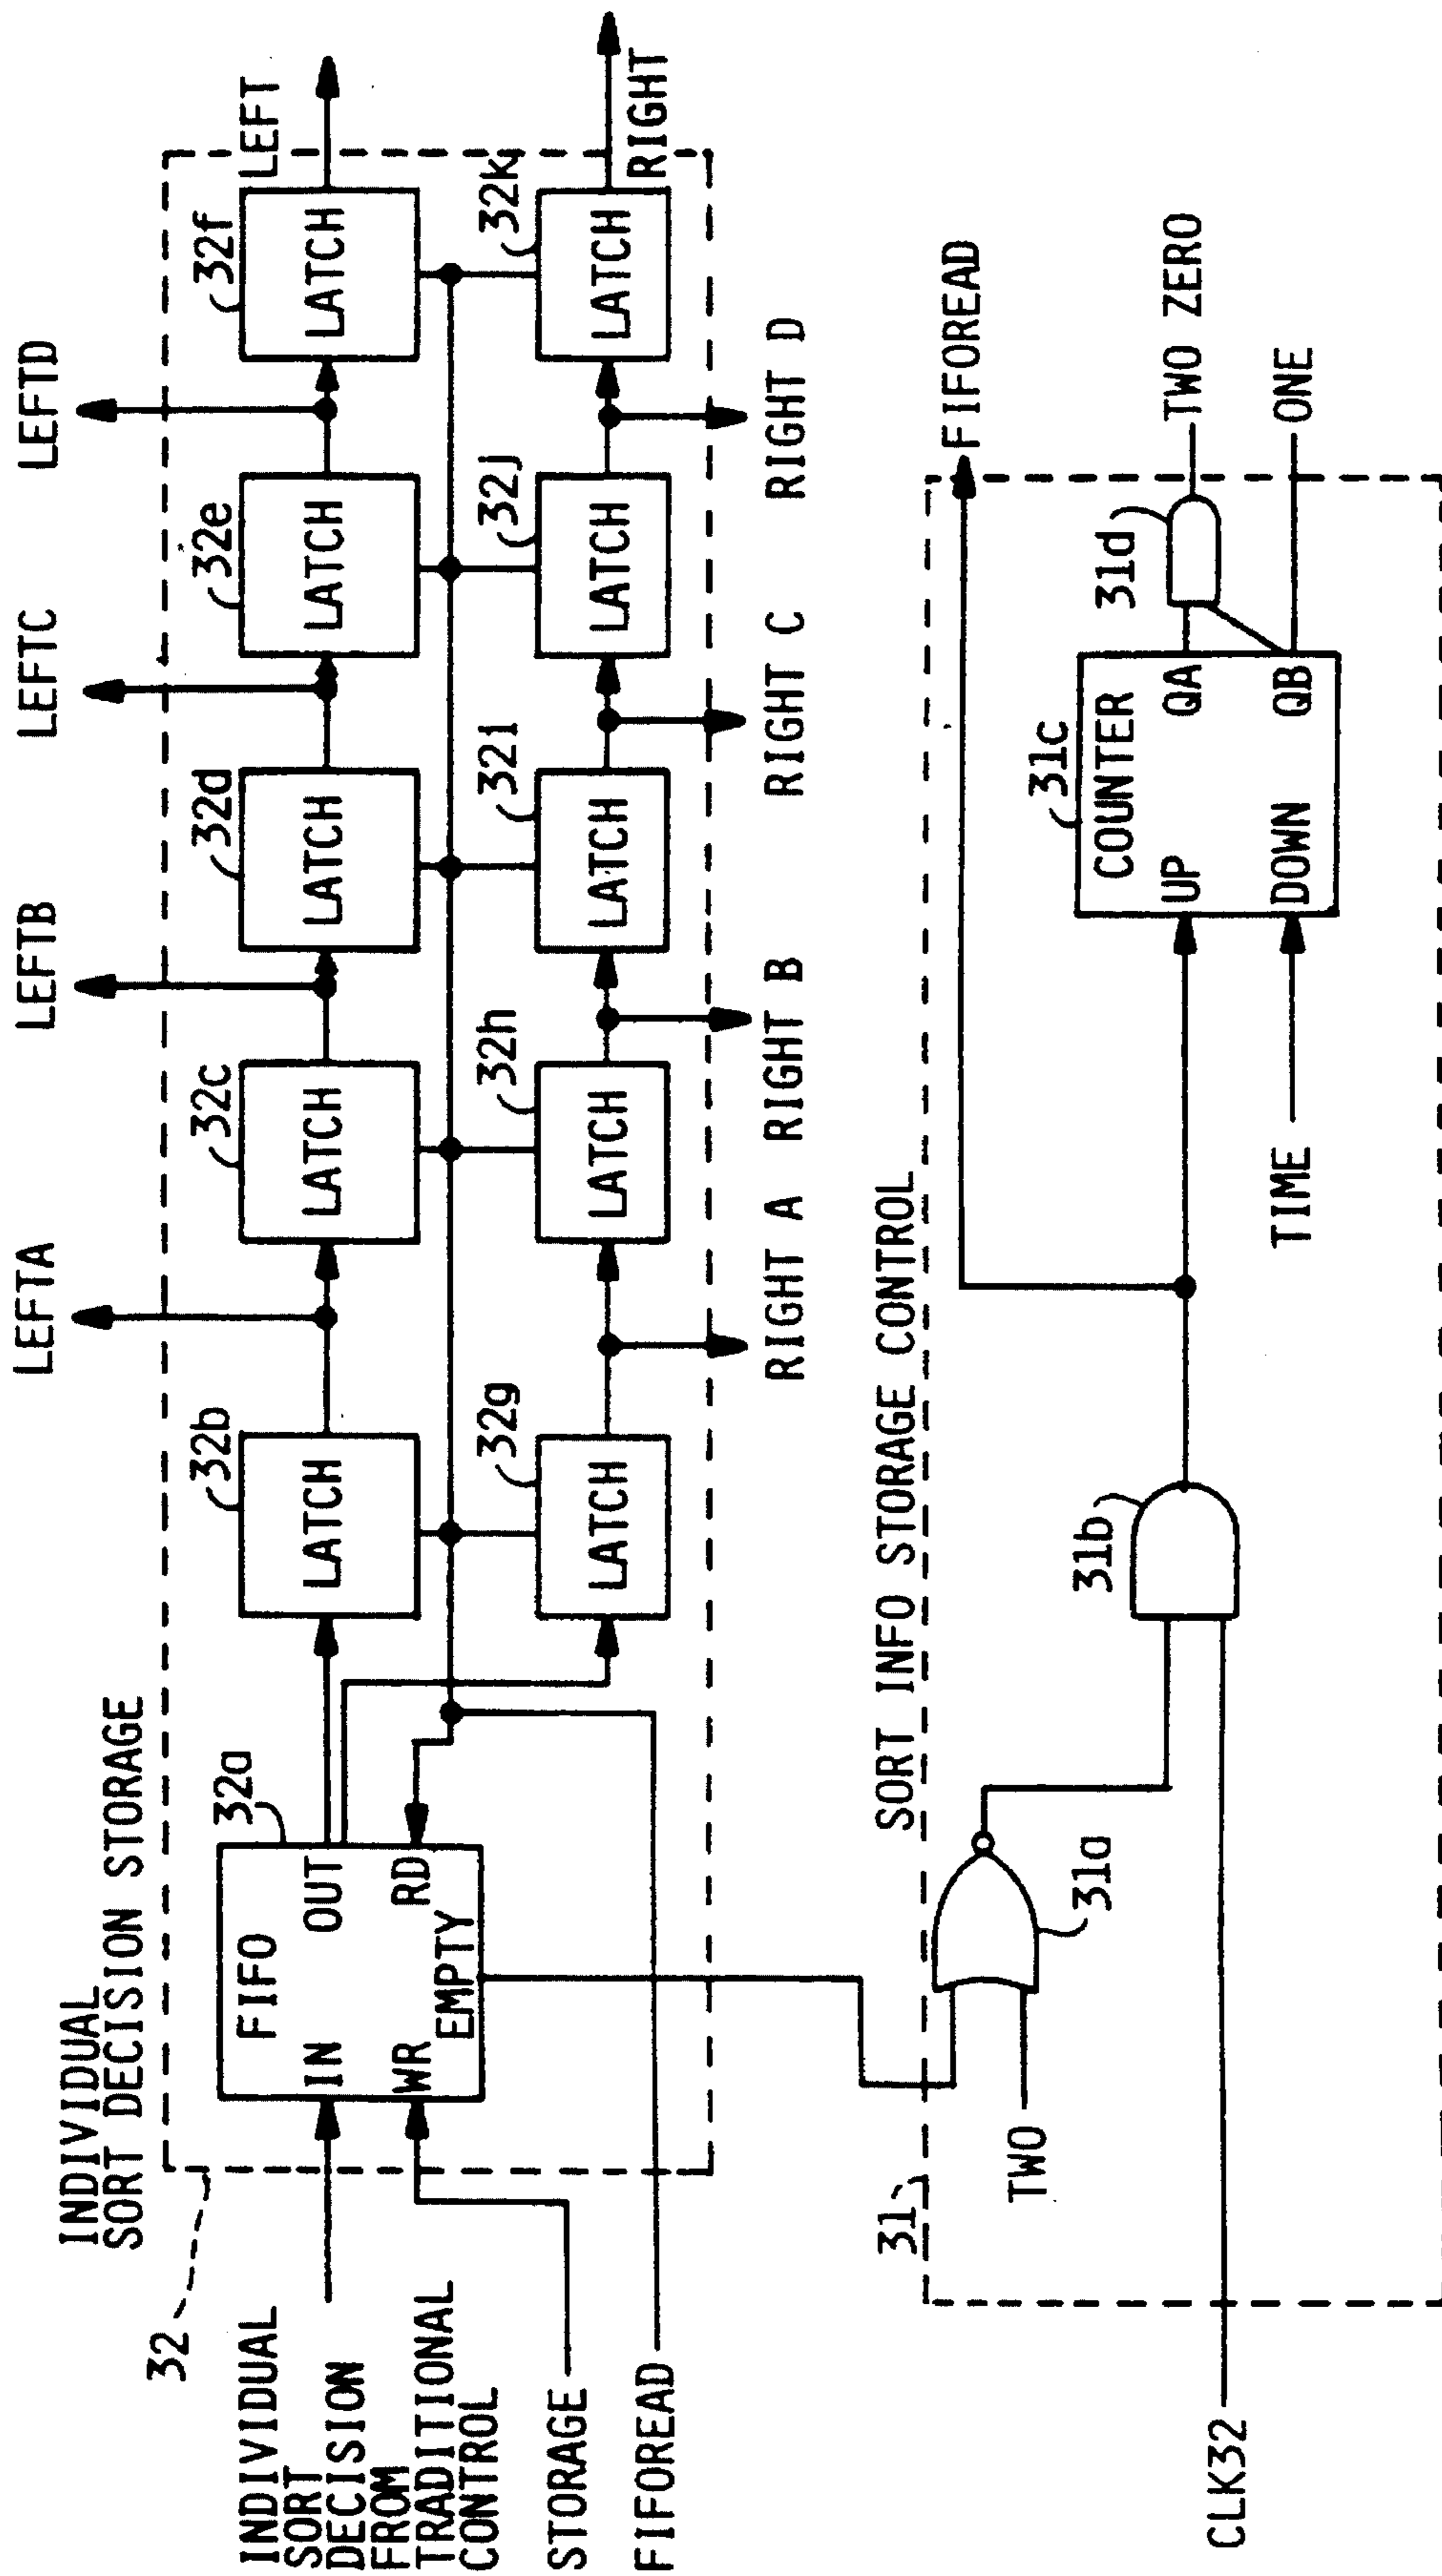 INDIVIDUAL
SORT DECISION STORAGE
32
LEFTA
LEFTB
LEFTC
LEFTD
INDIVIDUAL
SORT
DECISION
FROM
TRADITIONAL
CONTROL
STORAGE
FIFOREAD
32a
FIFO
IN
OUT
WR
RD
EMPTY
32b
LATCH
32c
LATCH
32d
LATCH
32e
LATCH
32f
LATCH
LEFT
32g
LATCH
32h
LATCH
32i
LATCH
32j
LATCH
32k
LATCH
RIGHT
RIGHT A
RIGHT B
RIGHT C
RIGHT D
SORT INFO STORAGE CONTROL
31
TWO
31a
CLK32
31b
FIFOREAD
TIME
31c
COUNTER
UP
QA
DOWN
QB
31d
TWO ZERO
ONE